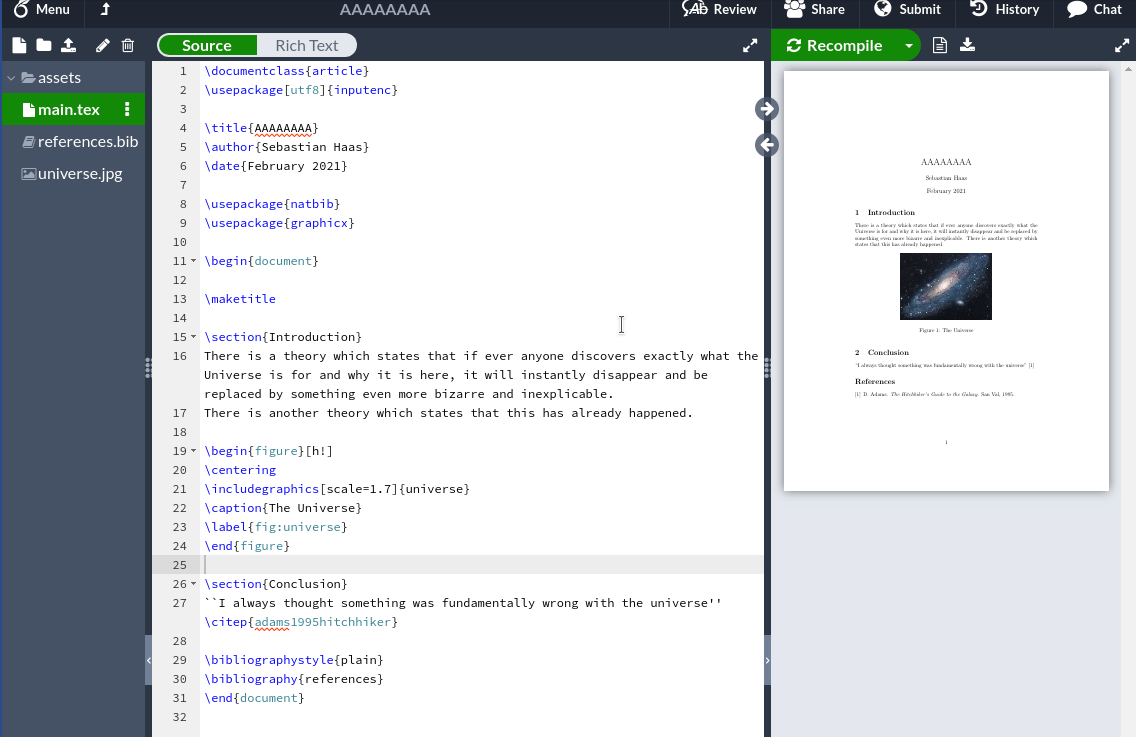 Menu
AAAAAAAA
Ab Review
Share
Submit
History
Chat
Source
Rich Text
Recompile
assets
main.tex
references.bib
universe.jpg
1 \documentclass{article}
2 \usepackage[utf8]{inputenc}
3
4 \title{AAAAAAAA}
5 \author{Sebastian Haas}
6 \date{February 2021}
7
8 \usepackage{natbib}
9 \usepackage{graphicx}
10
11 \begin{document}
12
13 \maketitle
14
15 \section{Introduction}
16 There is a theory which states that if ever anyone discovers exactly what the
Universe is for and why it is here, it will instantly disappear and be
replaced by something even more bizarre and inexplicable.
17 There is another theory which states that this has already happened.
18
19 \begin{figure}[h!]
20 \centering
21 \includegraphics[scale=1.7]{universe}
22 \caption{The Universe}
23 \label{fig:universe}
24 \end{figure}
25
26 \section{Conclusion}
27 ``I always thought something was fundamentally wrong with the universe''
\citep{adams1995hitchhiker}
28
29 \bibliographystyle{plain}
30 \bibliography{references}
31 \end{document}
32
AAAAAAAA
Sebastian Haas
February 2021
1 Introduction
There is a theory which states that if ever anyone discovers exactly what the
Universe is for and why it is here, it will instantly disappear and be replaced by
something even more bizarre and inexplicable. There is another theory which
states that this has already happened.
Figure 1: The Universe
2 Conclusion
"I always thought something was fundamentally wrong with the universe" [1]
References
[1] D. Adams. The Hitchhiker's Guide to the Galaxy. San Val, 1995.
1